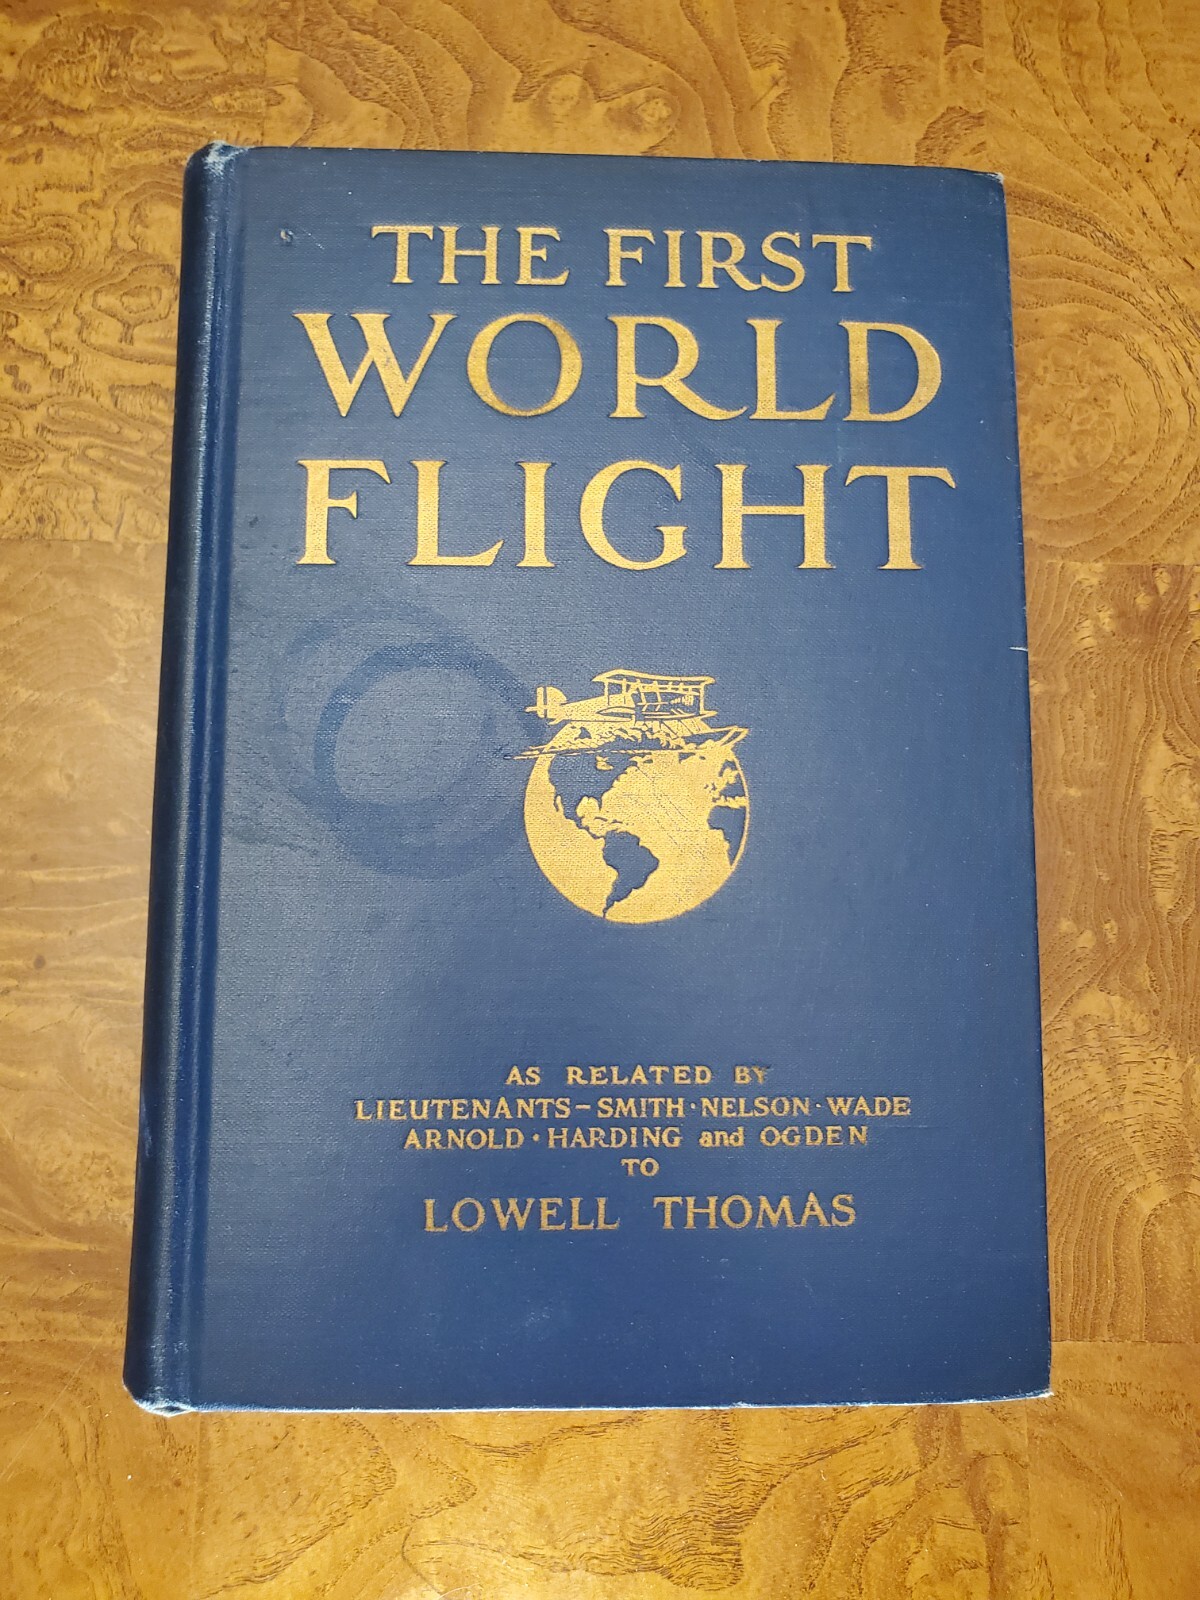 THE FIRST
WORLD
FLIGHT
AS RELATED BY
LIEUTENANTS–SMITH·NELSON·WADE
ARNOLD·HARDING and OGDEN
TO
LOWELL THOMAS